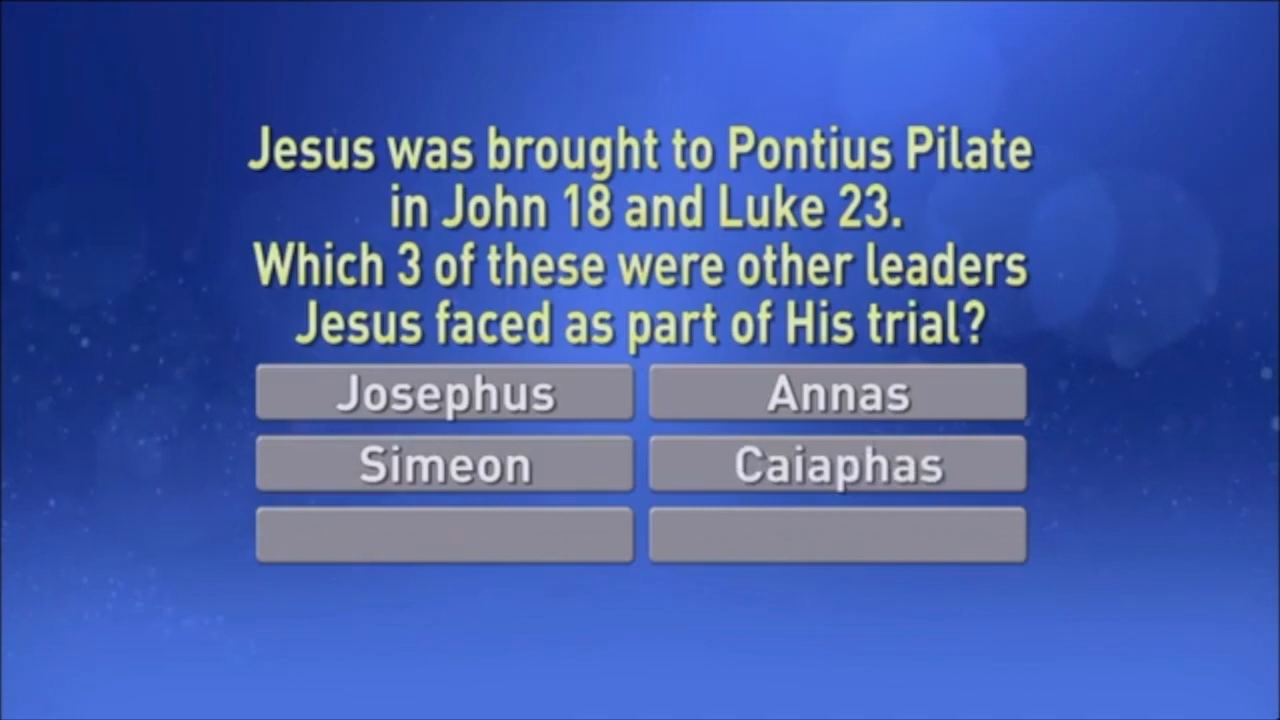 Jesus was brought to Pontius Pilate
in John 18 and Luke 23.
Which 3 of these were other leaders
Jesus faced as part of His trial?
Josephus
Annas
Simeon
Caiaphas